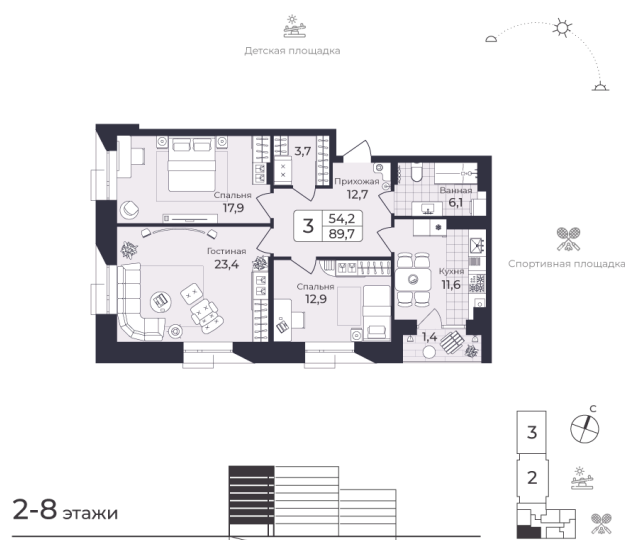 Детская площадка
3,7
Спальня
17,9
Прихожая
12,7
Ванная
6,1
3
54,2
89,7
Гостиная
23,4
Спальня
12,9
Кухня
11,6
1,4
Спортивная площадка
С
3
2
2-8 этажи